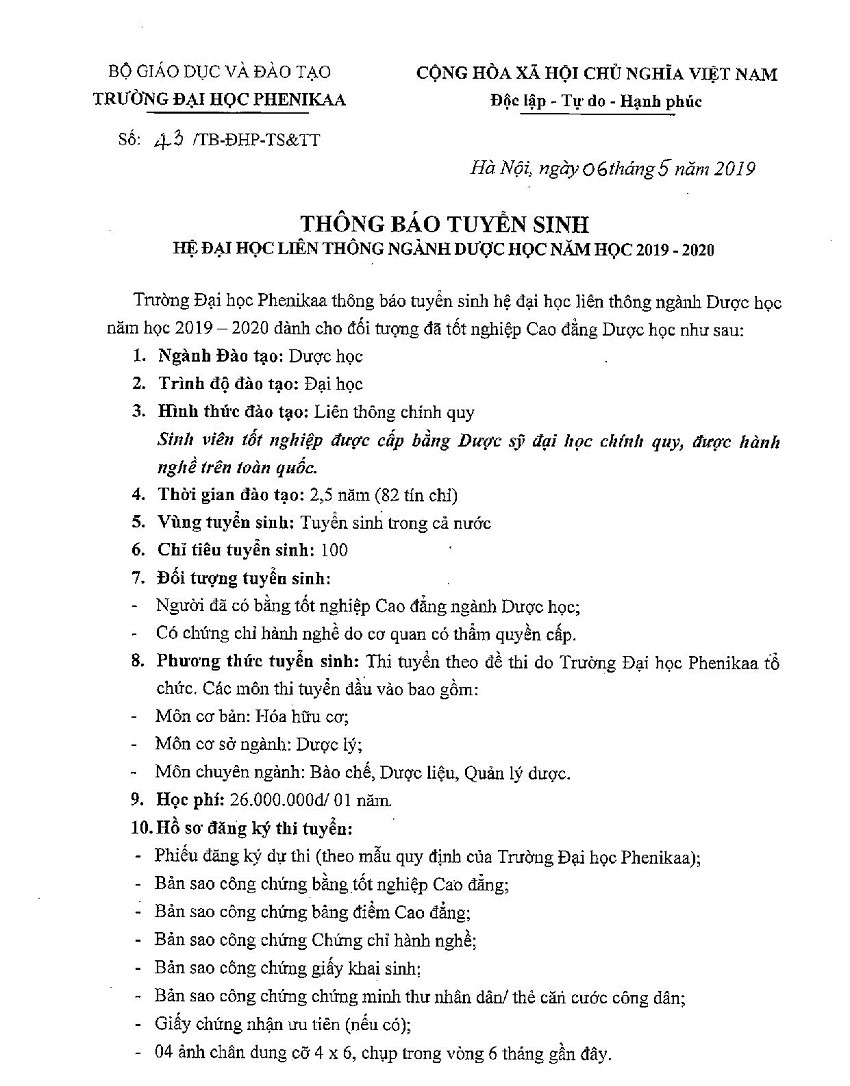 BỘ GIÁO DỤC VÀ ĐÀO TẠO
TRƯỜNG ĐẠI HỌC PHENIKAA
CỘNG HÒA XÃ HỘI CHỦ NGHĨA VIỆT NAM
Độc lập - Tự do - Hạnh phúc
Số: 43 /TB-ĐHP-TS&TT
Hà Nội, ngày 06 tháng 5 năm 2019
THÔNG BÁO TUYỂN SINH
HỆ ĐẠI HỌC LIÊN THÔNG NGÀNH DƯỢC HỌC NĂM HỌC 2019 - 2020
Trường Đại học Phenikaa thông báo tuyển sinh hệ đại học liên thông ngành Dược học
năm học 2019 – 2020 dành cho đối tượng đã tốt nghiệp Cao đẳng Dược học như sau:
1. Ngành Đào tạo: Dược học
2. Trình độ đào tạo: Đại học
3. Hình thức đào tạo: Liên thông chính quy
Sinh viên tốt nghiệp được cấp bằng Dược sỹ đại học chính quy, được hành
nghề trên toàn quốc.
4. Thời gian đào tạo: 2,5 năm (82 tín chỉ)
5. Vùng tuyển sinh: Tuyển sinh trong cả nước
6. Chỉ tiêu tuyển sinh: 100
7. Đối tượng tuyển sinh:
- Người đã có bằng tốt nghiệp Cao đẳng ngành Dược học;
- Có chứng chỉ hành nghề do cơ quan có thẩm quyền cấp.
8. Phương thức tuyển sinh: Thi tuyển theo đề thi do Trường Đại học Phenikaa tổ
chức. Các môn thi tuyển đầu vào bao gồm:
- Môn cơ bản: Hóa hữu cơ;
- Môn cơ sở ngành: Dược lý;
- Môn chuyên ngành: Bào chế, Dược liệu, Quản lý dược.
9. Học phí: 26.000.000đ/ 01 năm.
10. Hồ sơ đăng ký thi tuyển:
- Phiếu đăng ký dự thi (theo mẫu quy định của Trường Đại học Phenikaa);
- Bản sao công chứng bằng tốt nghiệp Cao đẳng;
- Bản sao công chứng bảng điểm Cao đẳng;
- Bản sao công chứng Chứng chỉ hành nghề;
- Bản sao công chứng giấy khai sinh;
- Bản sao công chứng chứng minh thư nhân dân/ thẻ căn cước công dân;
- Giấy chứng nhận ưu tiên (nếu có);
- 04 ảnh chân dung cỡ 4 x 6, chụp trong vòng 6 tháng gần đây.